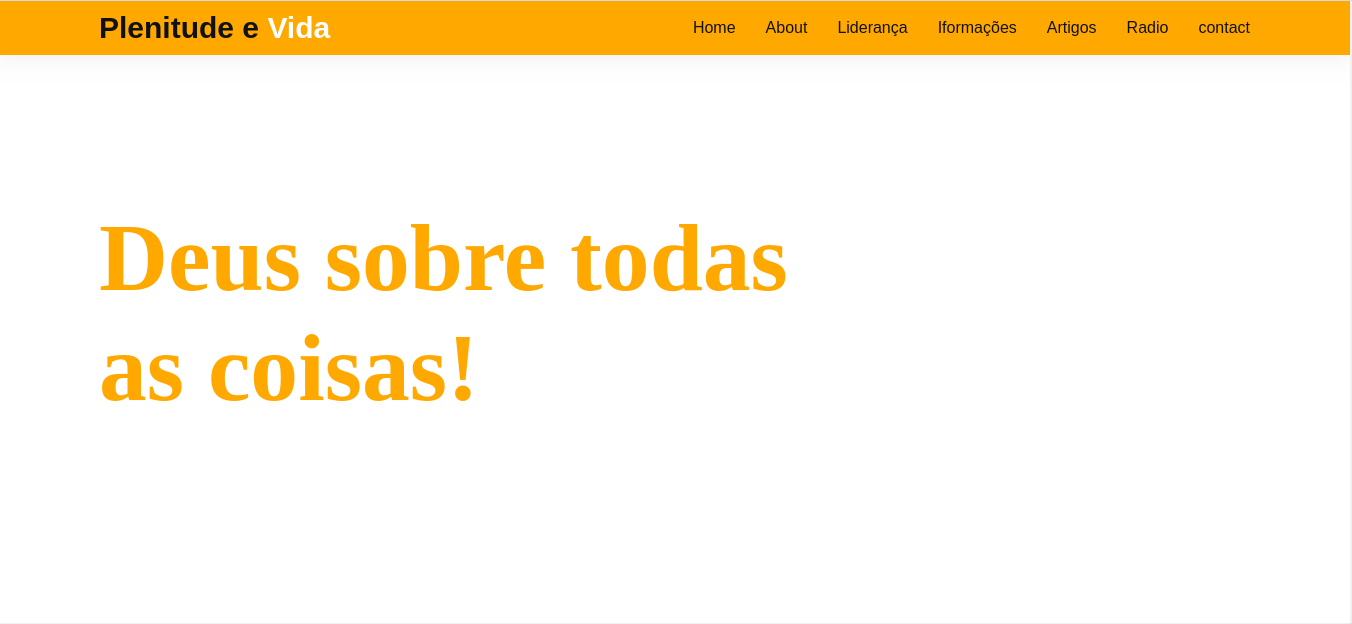 Plenitude e Vida
Home About Liderança Iformações Artigos Radio contact
Deus sobre todas
as coisas!